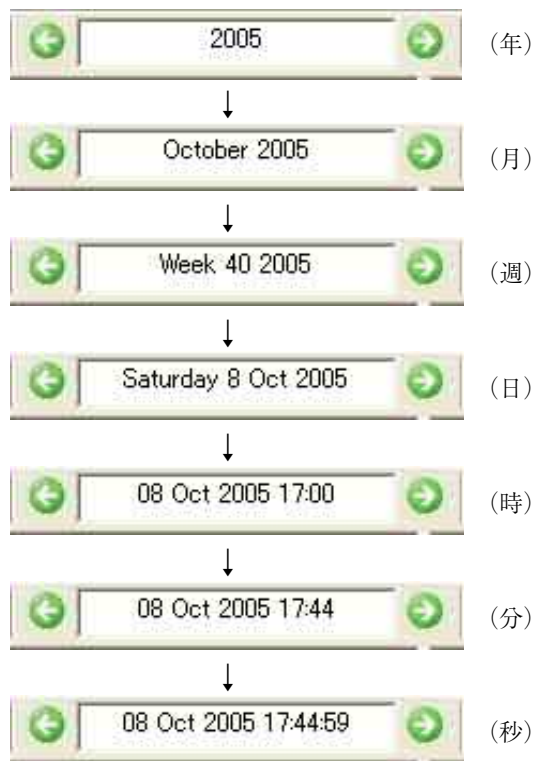 2005 (年)
October 2005 (月)
Week 40 2005 (週)
Saturday 8 Oct 2005 (日)
08 Oct 2005 17:00 (時)
08 Oct 2005 17:44 (分)
08 Oct 2005 17:44:59 (秒)